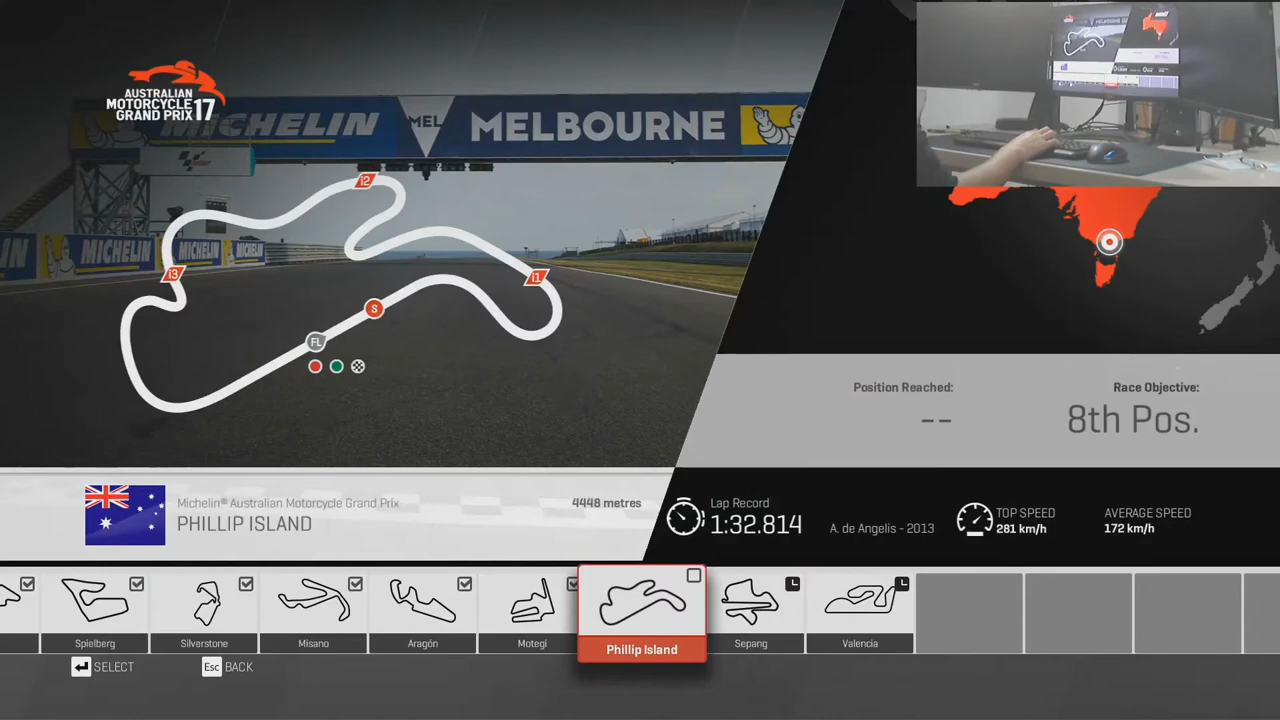 AUSTRALIAN
MOTORCYCLE
GRAND PRIX 17
MICHELIN
MEL
MELBOURNE
IN
MICHELIN
MICHELIN
MICHELIN
i2
i3
i1
S
FL
Position Reached:
--
Race Objective:
8th Pos.
Michelin® Australian Motorcycle Grand Prix
4448 metres
PHILLIP ISLAND
Lap Record
1:32.814
A. de Angelis - 2013
TOP SPEED
281 km/h
AVERAGE SPEED
172 km/h
Spielberg
Silverstone
Misano
Aragón
Motegi
Phillip Island
Sepang
Valencia
SELECT
Esc BACK